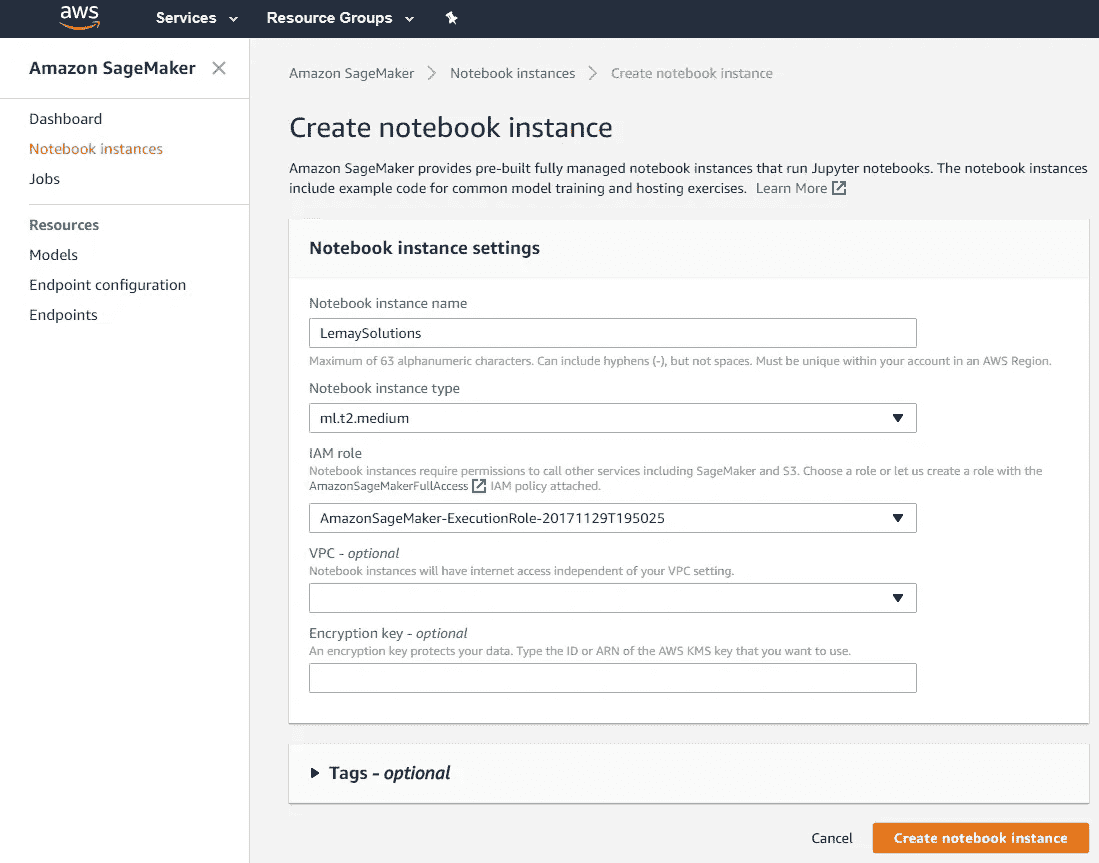 aws
Services
Resource Groups
Amazon SageMaker
Dashboard
Notebook instances
Jobs
Resources
Models
Endpoint configuration
Endpoints
Amazon SageMaker > Notebook instances > Create notebook instance
Create notebook instance
Amazon SageMaker provides pre-built fully managed notebook instances that run Jupyter notebooks. The notebook instances
include example code for common model training and hosting exercises. Learn More
Notebook instance settings
Notebook instance name
LemaySolutions
Maximum of 63 alphanumeric characters. Can include hyphens (-), but not spaces. Must be unique within your account in an AWS Region.
Notebook instance type
ml.t2.medium
IAM role
Notebook instances require permissions to call other services including SageMaker and S3. Choose a role or let us create a role with the
AmazonSageMakerFullAccess IAM policy attached.
AmazonSageMaker-ExecutionRole-20171129T195025
VPC - optional
Notebook instances will have internet access independent of your VPC setting.
Encryption key - optional
An encryption key protects your data. Type the ID or ARN of the AWS KMS key that you want to use.
Tags - optional
Cancel
Create notebook instance